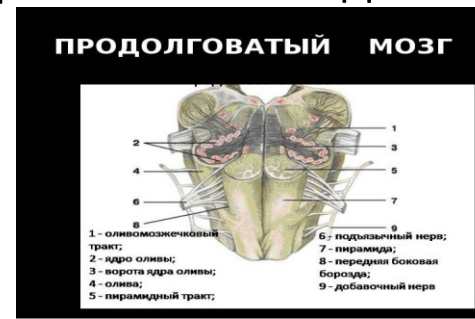 ПРОДОЛГОВАТЫЙ МОЗГ
1
2
3
4
5
6
7
8
9
1 - оливомозжечковый
тракт;
2 - ядро оливы;
3 - ворота ядра оливы;
4 - олива;
5 - пирамидный тракт;
6 - подъязычный нерв;
7 - пирамида;
8 - передняя боковая
борозда;
9 - добавочный нерв